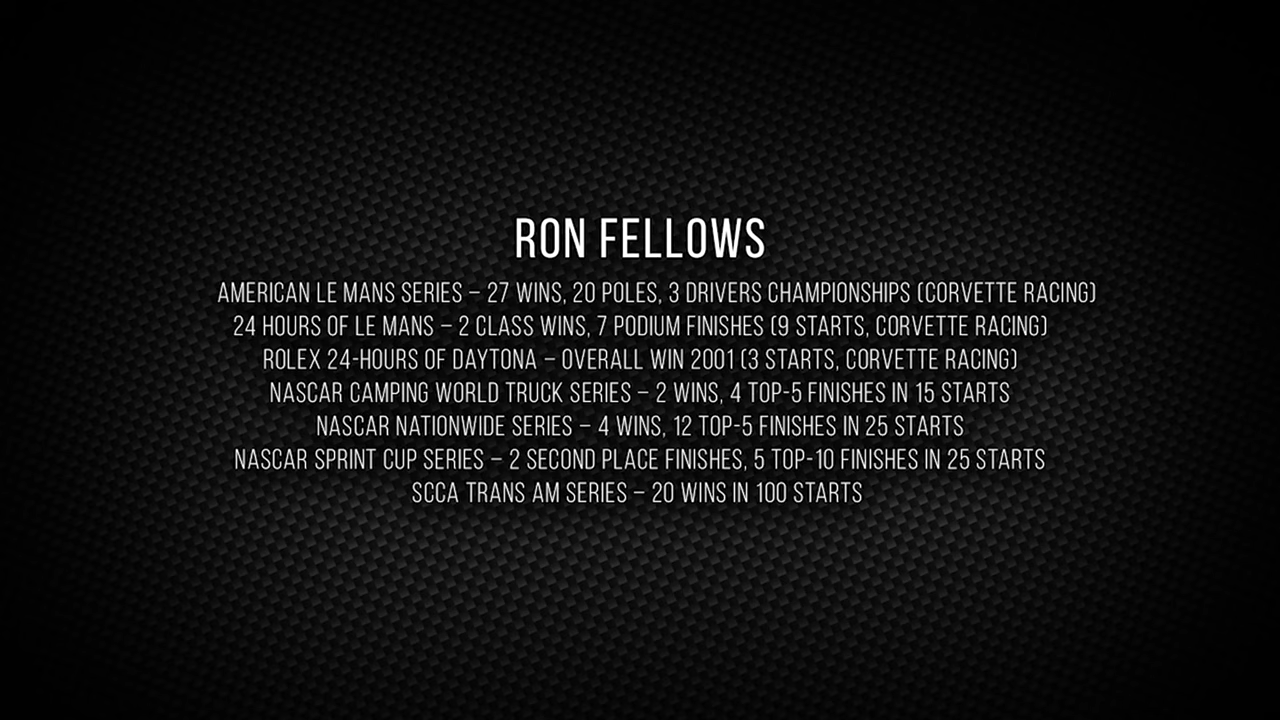 RON FELLOWS
AMERICAN LE MANS SERIES – 27 WINS, 20 POLES, 3 DRIVERS CHAMPIONSHIPS (CORVETTE RACING)
24 HOURS OF LE MANS – 2 CLASS WINS, 7 PODIUM FINISHES (9 STARTS, CORVETTE RACING)
ROLEX 24-HOURS OF DAYTONA – OVERALL WIN 2001 (3 STARTS, CORVETTE RACING)
NASCAR CAMPING WORLD TRUCK SERIES – 2 WINS, 4 TOP-5 FINISHES IN 15 STARTS
NASCAR NATIONWIDE SERIES – 4 WINS, 12 TOP-5 FINISHES IN 25 STARTS
NASCAR SPRINT CUP SERIES – 2 SECOND PLACE FINISHES, 5 TOP-10 FINISHES IN 25 STARTS
SCCA TRANS AM SERIES – 20 WINS IN 100 STARTS